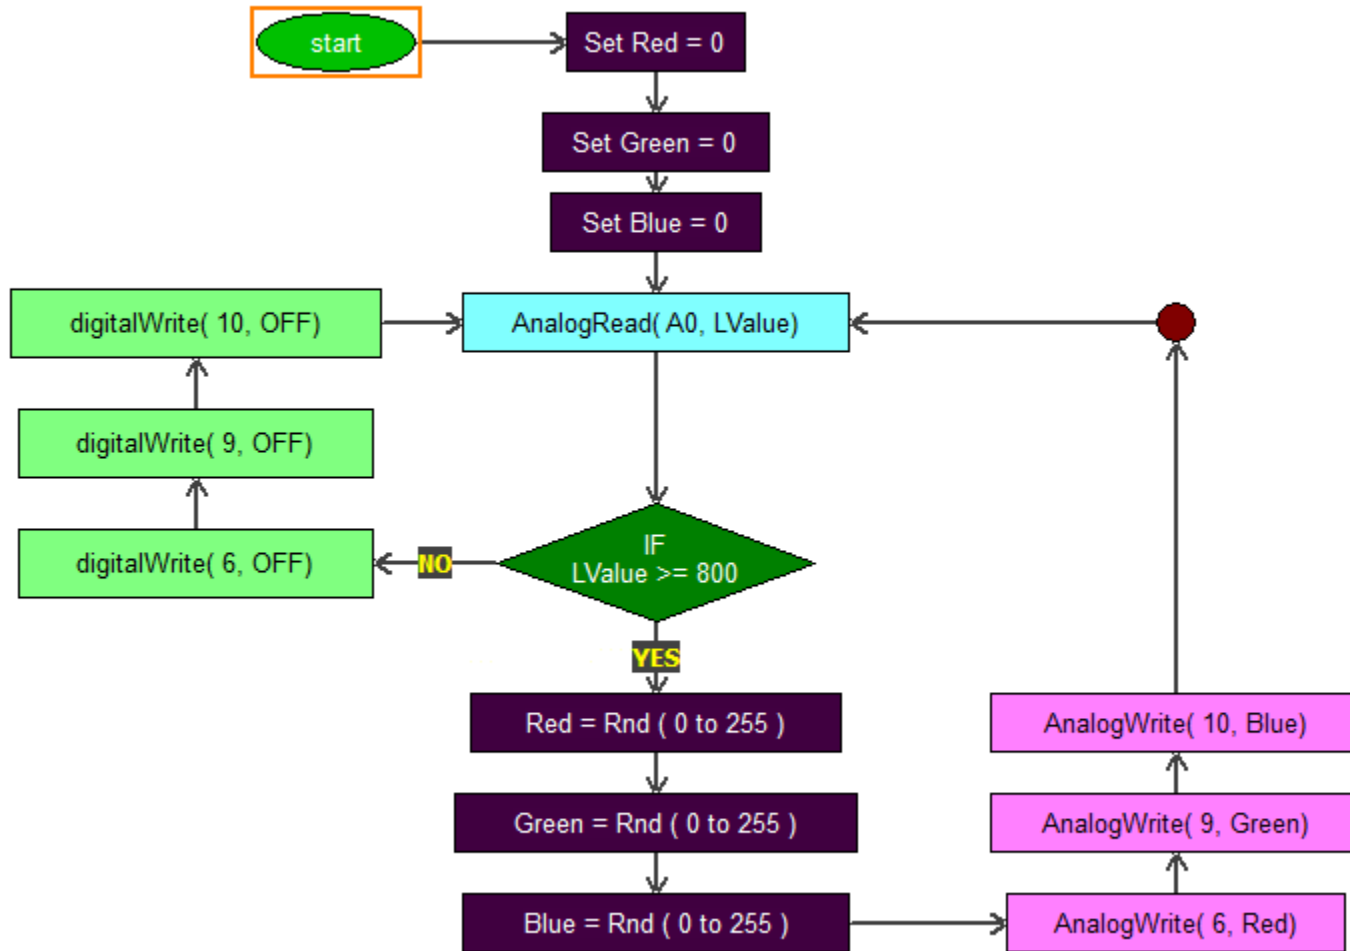 start
Set Red = 0
Set Green = 0
Set Blue = 0
digitalWrite( 10, OFF)
AnalogRead( A0, LValue)
digitalWrite( 9, OFF)
digitalWrite( 6, OFF)
NO
IF
LValue >= 800
YES
Red = Rnd ( 0 to 255 )
AnalogWrite( 10, Blue)
Green = Rnd ( 0 to 255 )
AnalogWrite( 9, Green)
Blue = Rnd ( 0 to 255 )
AnalogWrite( 6, Red)